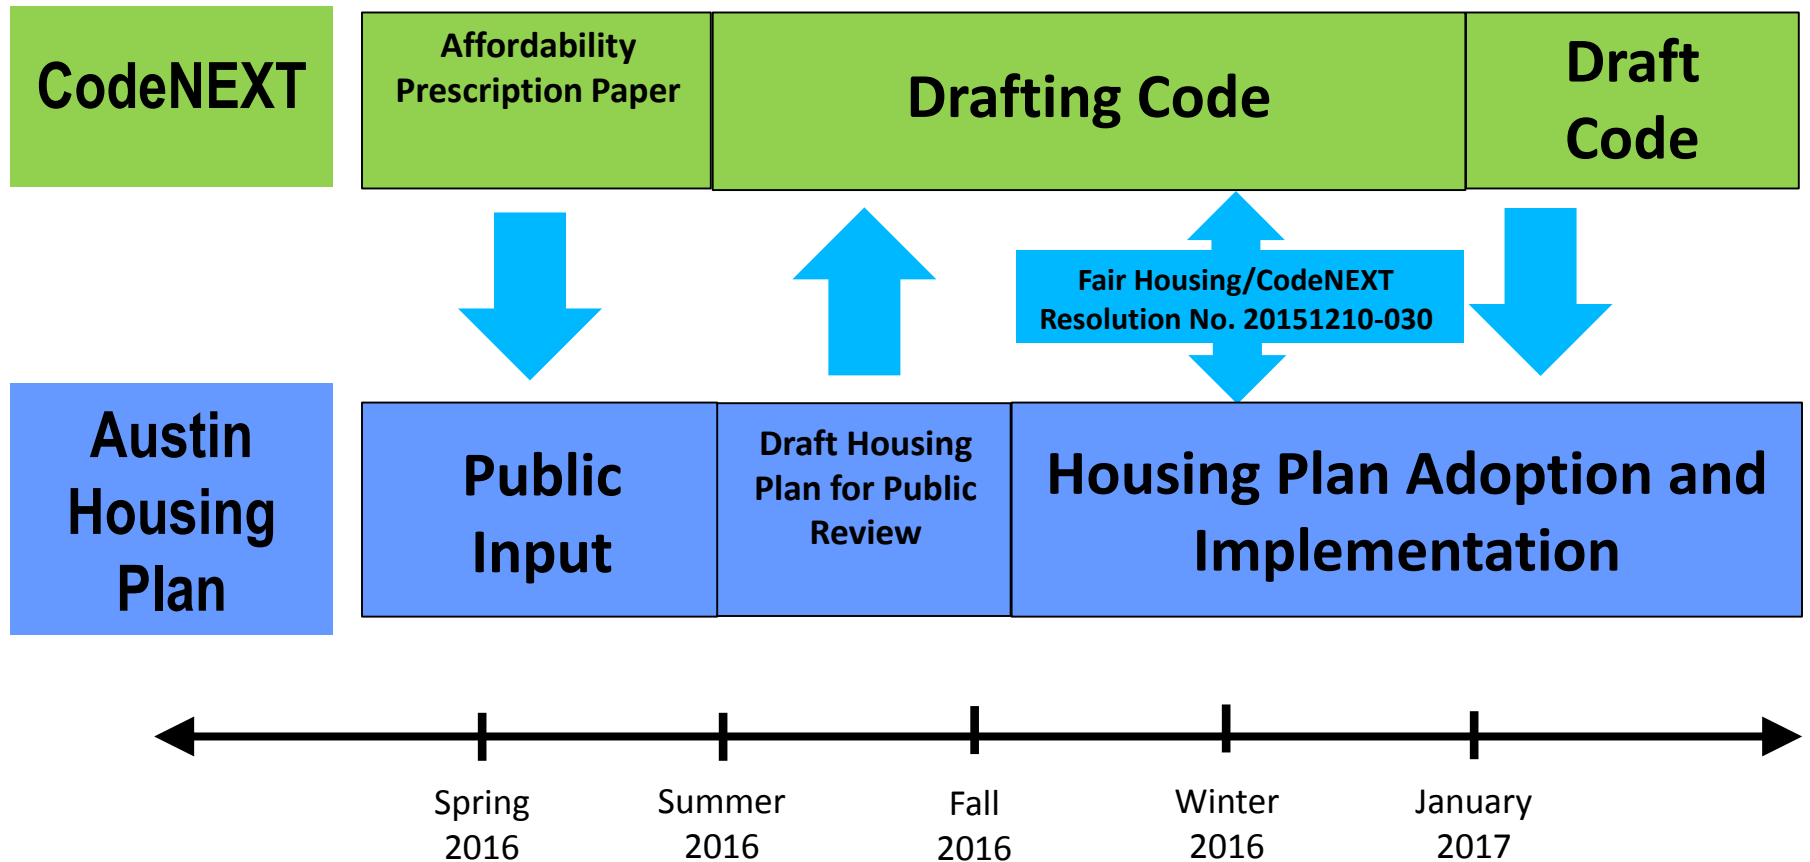 CodeNEXT
Affordability
Prescription Paper
Drafting Code
Draft
Code
Fair Housing/CodeNEXT
Resolution No. 20151210-030
Austin
Housing
Plan
Public
Input
Draft Housing
Plan for Public
Review
Housing Plan Adoption and
Implementation
Spring
2016
Summer
2016
Fall
2016
Winter
2016
January
2017